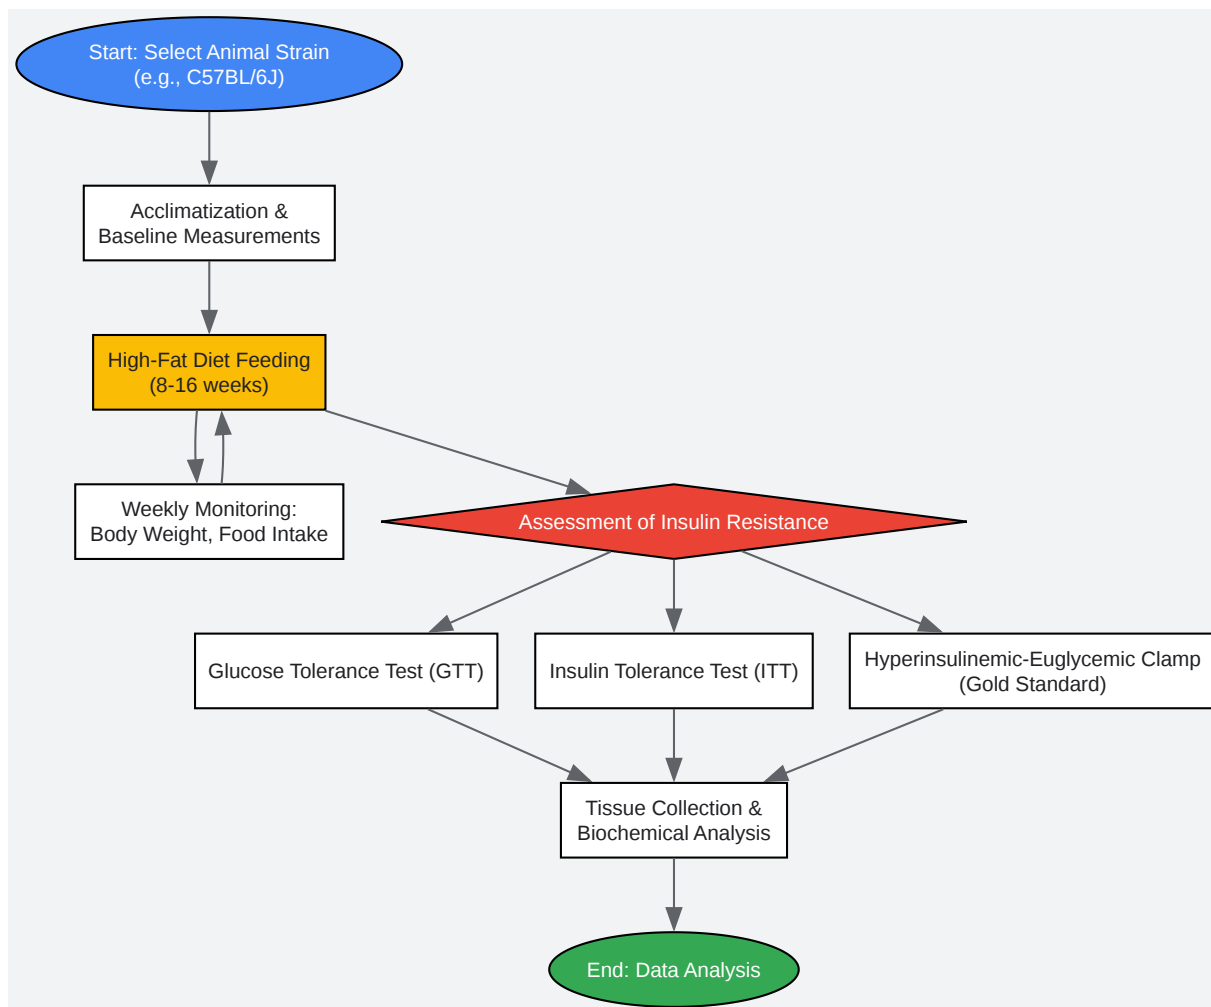 Start: Select Animal Strain
(e.g., C57BL/6J)
Acclimatization &
Baseline Measurements
High-Fat Diet Feeding
(8-16 weeks)
Weekly Monitoring:
Body Weight, Food Intake
Assessment of Insulin Resistance
Glucose Tolerance Test (GTT)
Insulin Tolerance Test (ITT)
Hyperinsulinemic-Euglycemic Clamp
(Gold Standard)
Tissue Collection &
Biochemical Analysis
End: Data Analysis